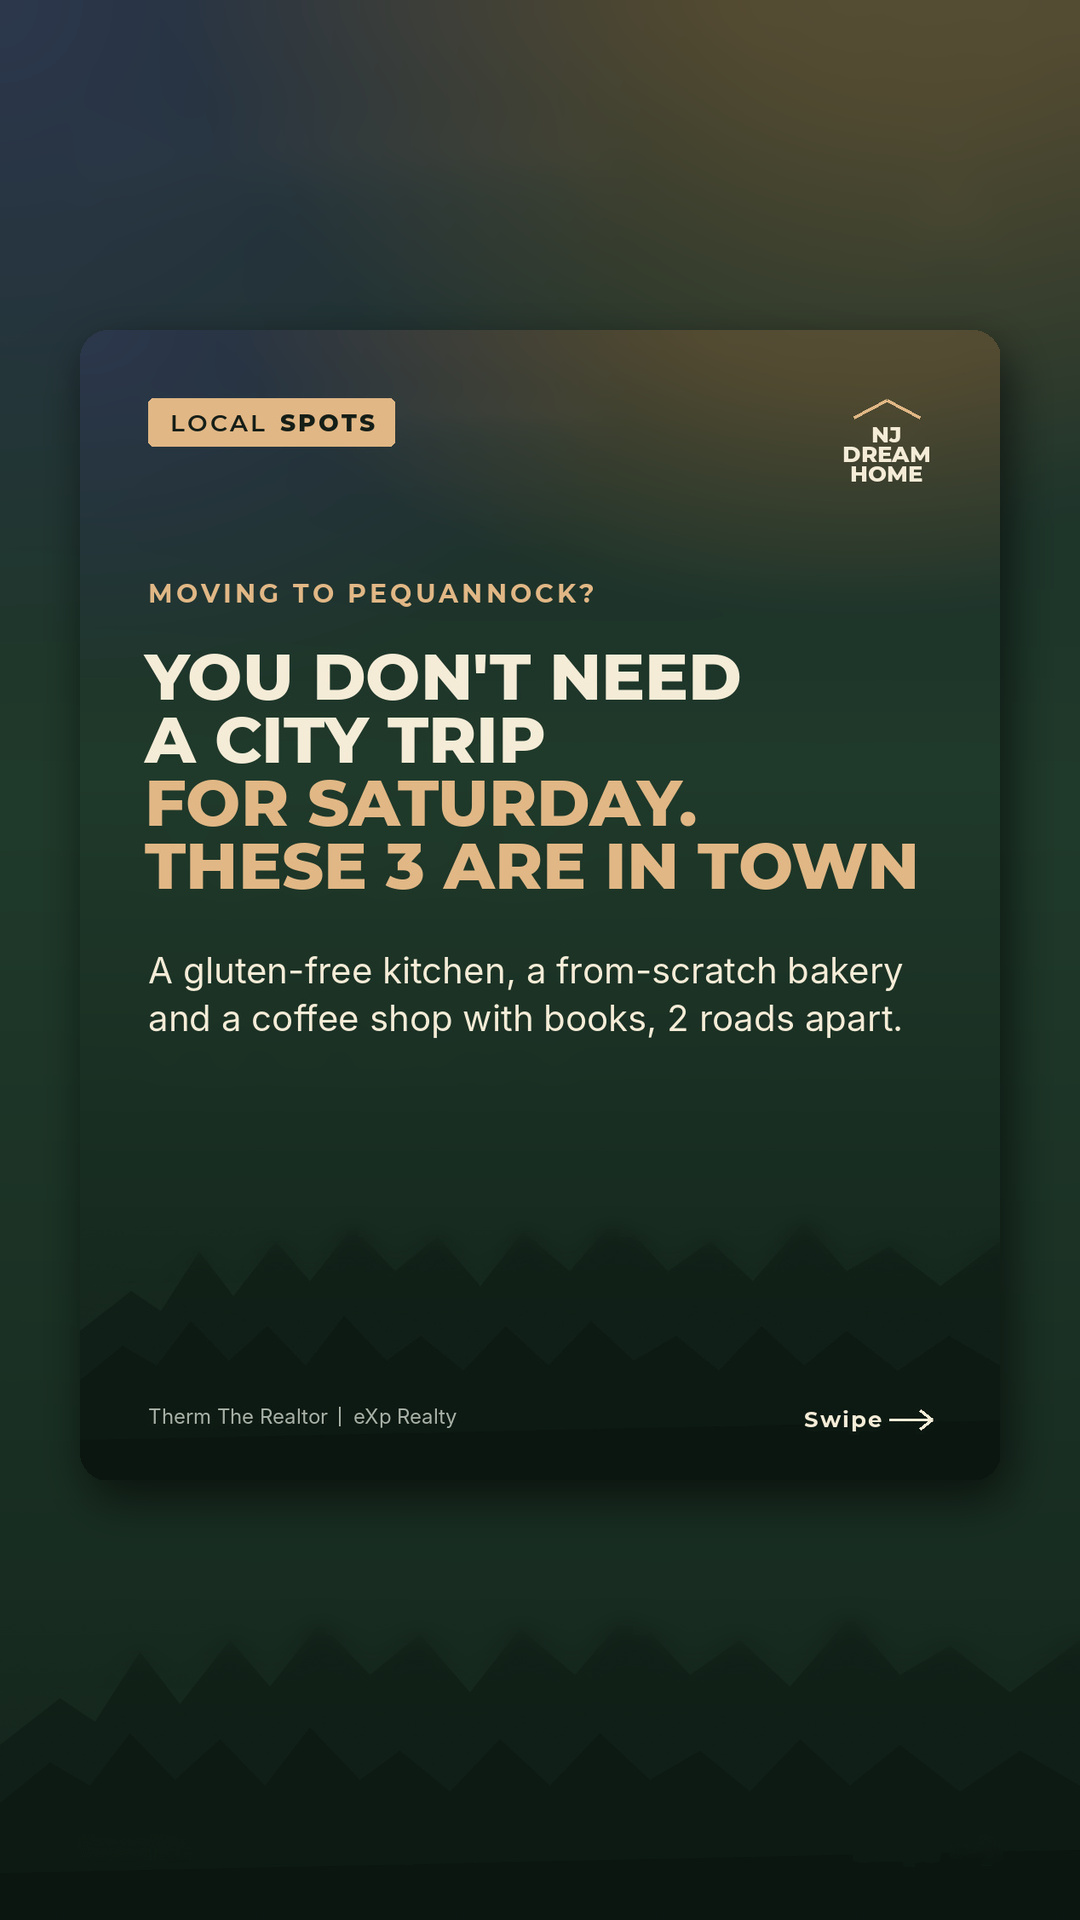 LOCAL SPOTS
NJ
DREAM
HOME
MOVING TO PEQUANNOCK?
YOU DON'T NEED
A CITY TRIP
FOR SATURDAY.
THESE 3 ARE IN TOWN
A gluten-free kitchen, a from-scratch bakery
and a coffee shop with books, 2 roads apart.
Therm The Realtor | eXp Realty
Swipe